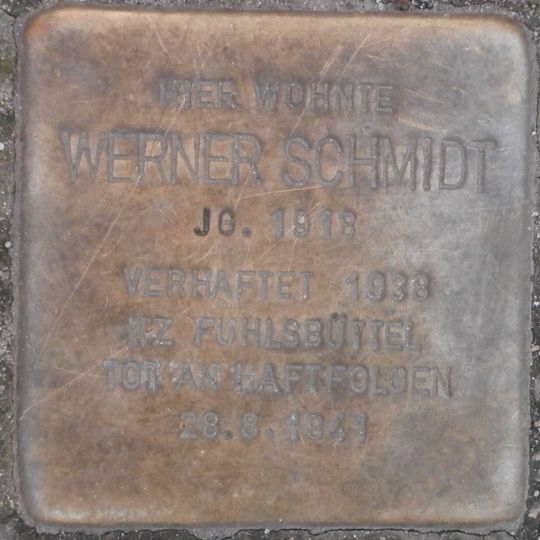 HIER WOHNTE
WERNER SCHMIDT
JG. 1918
VERHAFTET 1938
KZ FUHLSBÜTTEL
TOT AN HAFTFOLGEN
28.8.1941